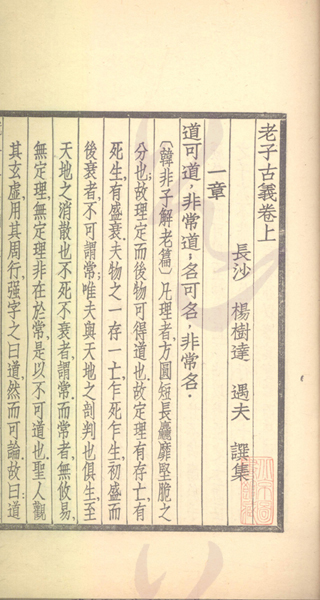 老子古義卷上
長沙　楊樹達　遇夫　譔集
一章
道可道，非常道；名可名，非常名．
〔韓非子解老篇〕凡理者方圓短長麤靡堅脆之
分也，故理定而後物可得道也．故定理有存亡，有
死生，有盛衰．夫物之一存一亡，乍死乍生，初盛而
後衰者，不可謂常；唯夫與天地之剖判也俱生，至
天地之消散也不死不衰者，謂常．而常者，無攸易，
無定理，無定理非在於常，是以不可道也．聖人觀
其玄虛，用其周行，强字之曰道，然而可論．故曰：道